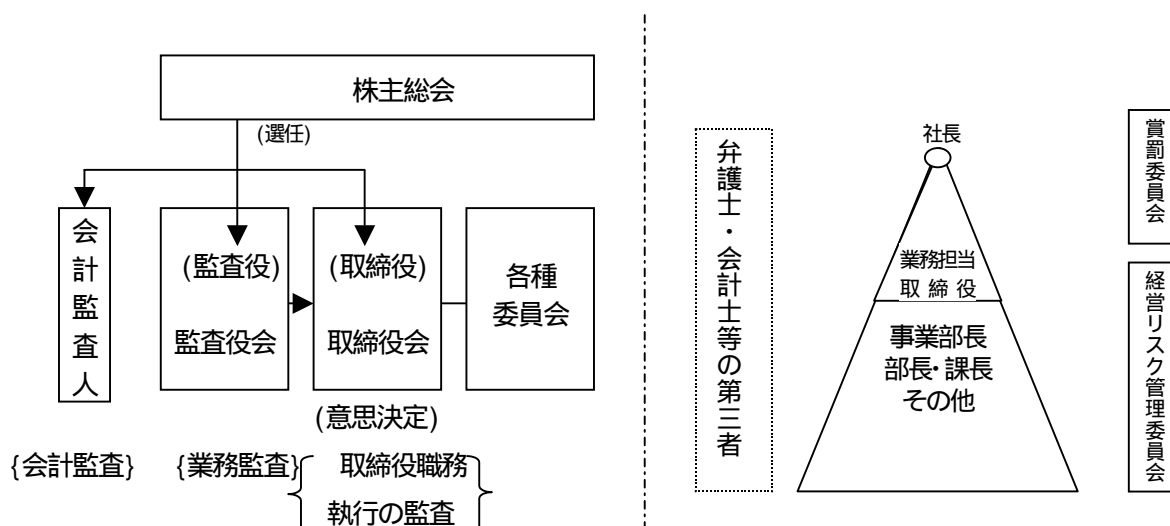 株主総会
(選任)
会計監査人
(監査役)
監査役会
(取締役)
取締役会
各種
委員会
(意思決定)
{会計監査}
{業務監査}
取締役職務
執行の監査
弁護士・会計士等の第三者
社長
業務担当
取締役
事業部長
部長・課長
その他
賞罰委員会
経営リスク管理委員会